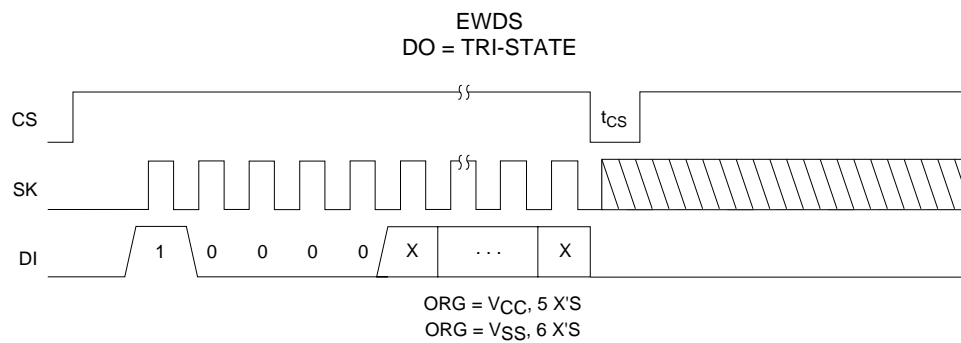 EWDS
DO = TRI-STATE
CS
tCS
SK
DI
1 0 0 0 0 X . . . X
ORG = VCC, 5 X'S
ORG = VSS, 6 X'S